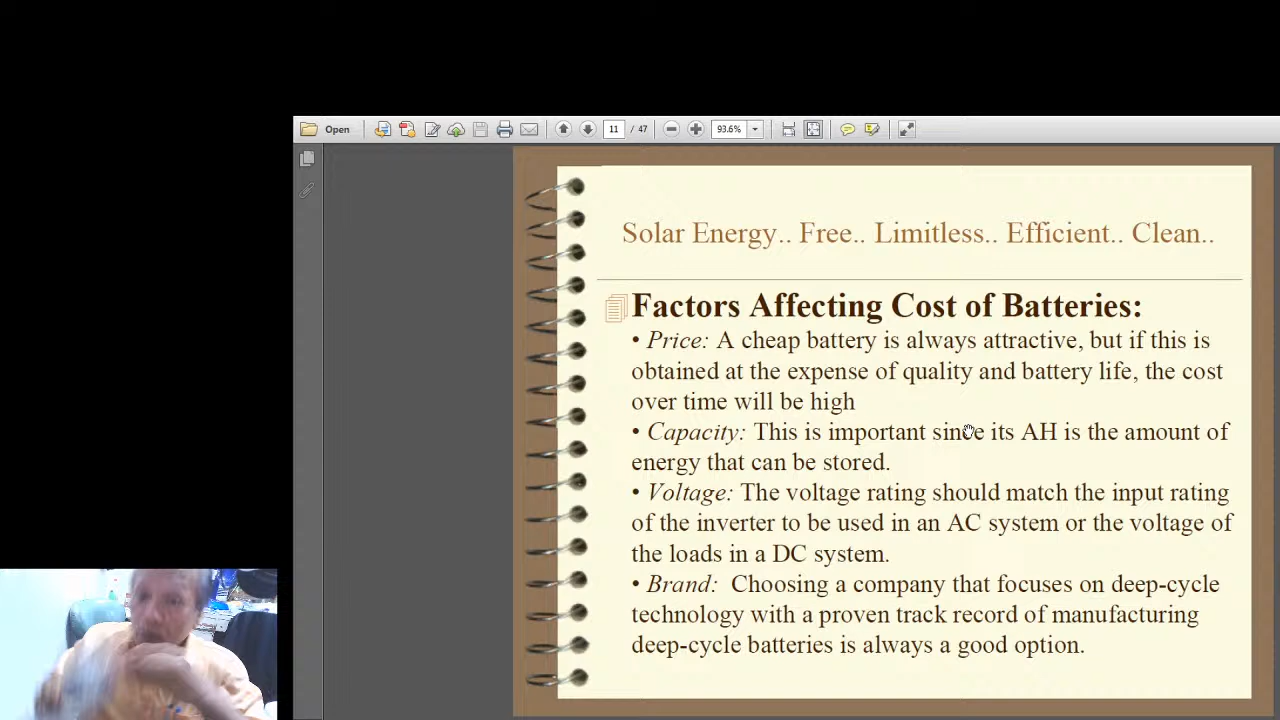 Open
11 / 47
93.6%
Solar Energy.. Free.. Limitless.. Efficient.. Clean..
Factors Affecting Cost of Batteries:
• Price: A cheap battery is always attractive, but if this is
obtained at the expense of quality and battery life, the cost
over time will be high
• Capacity: This is important since its AH is the amount of
energy that can be stored.
• Voltage: The voltage rating should match the input rating
of the inverter to be used in an AC system or the voltage of
the loads in a DC system.
• Brand: Choosing a company that focuses on deep-cycle
technology with a proven track record of manufacturing
deep-cycle batteries is always a good option.